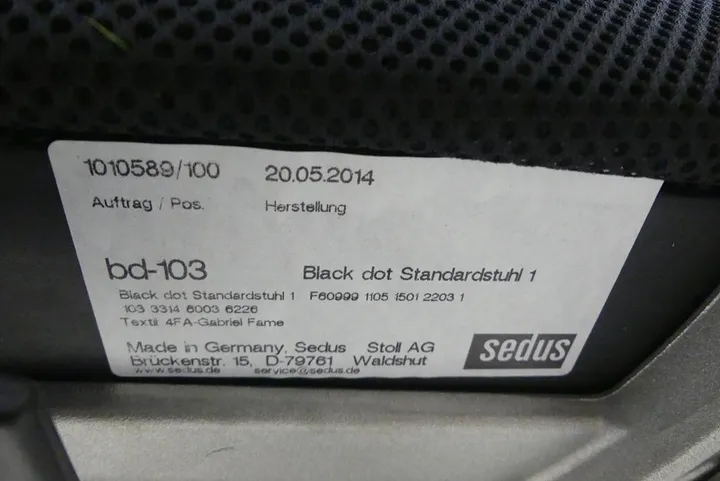 1010589/100 20.05.2014
Auftrag / Pos. Herstellung
bd-103 Black dot Standardstuhl 1
Black dot Standardstuhl 1 F60999 1105 1501 2203 1
103 3314 6003 6226
Textil 4FA-Gabriel Fame
Made in Germany, Sedus Stoll AG
Brückenstr. 15, D-79761 Waldshut
www.sedus.de service@sedus.de
sedus